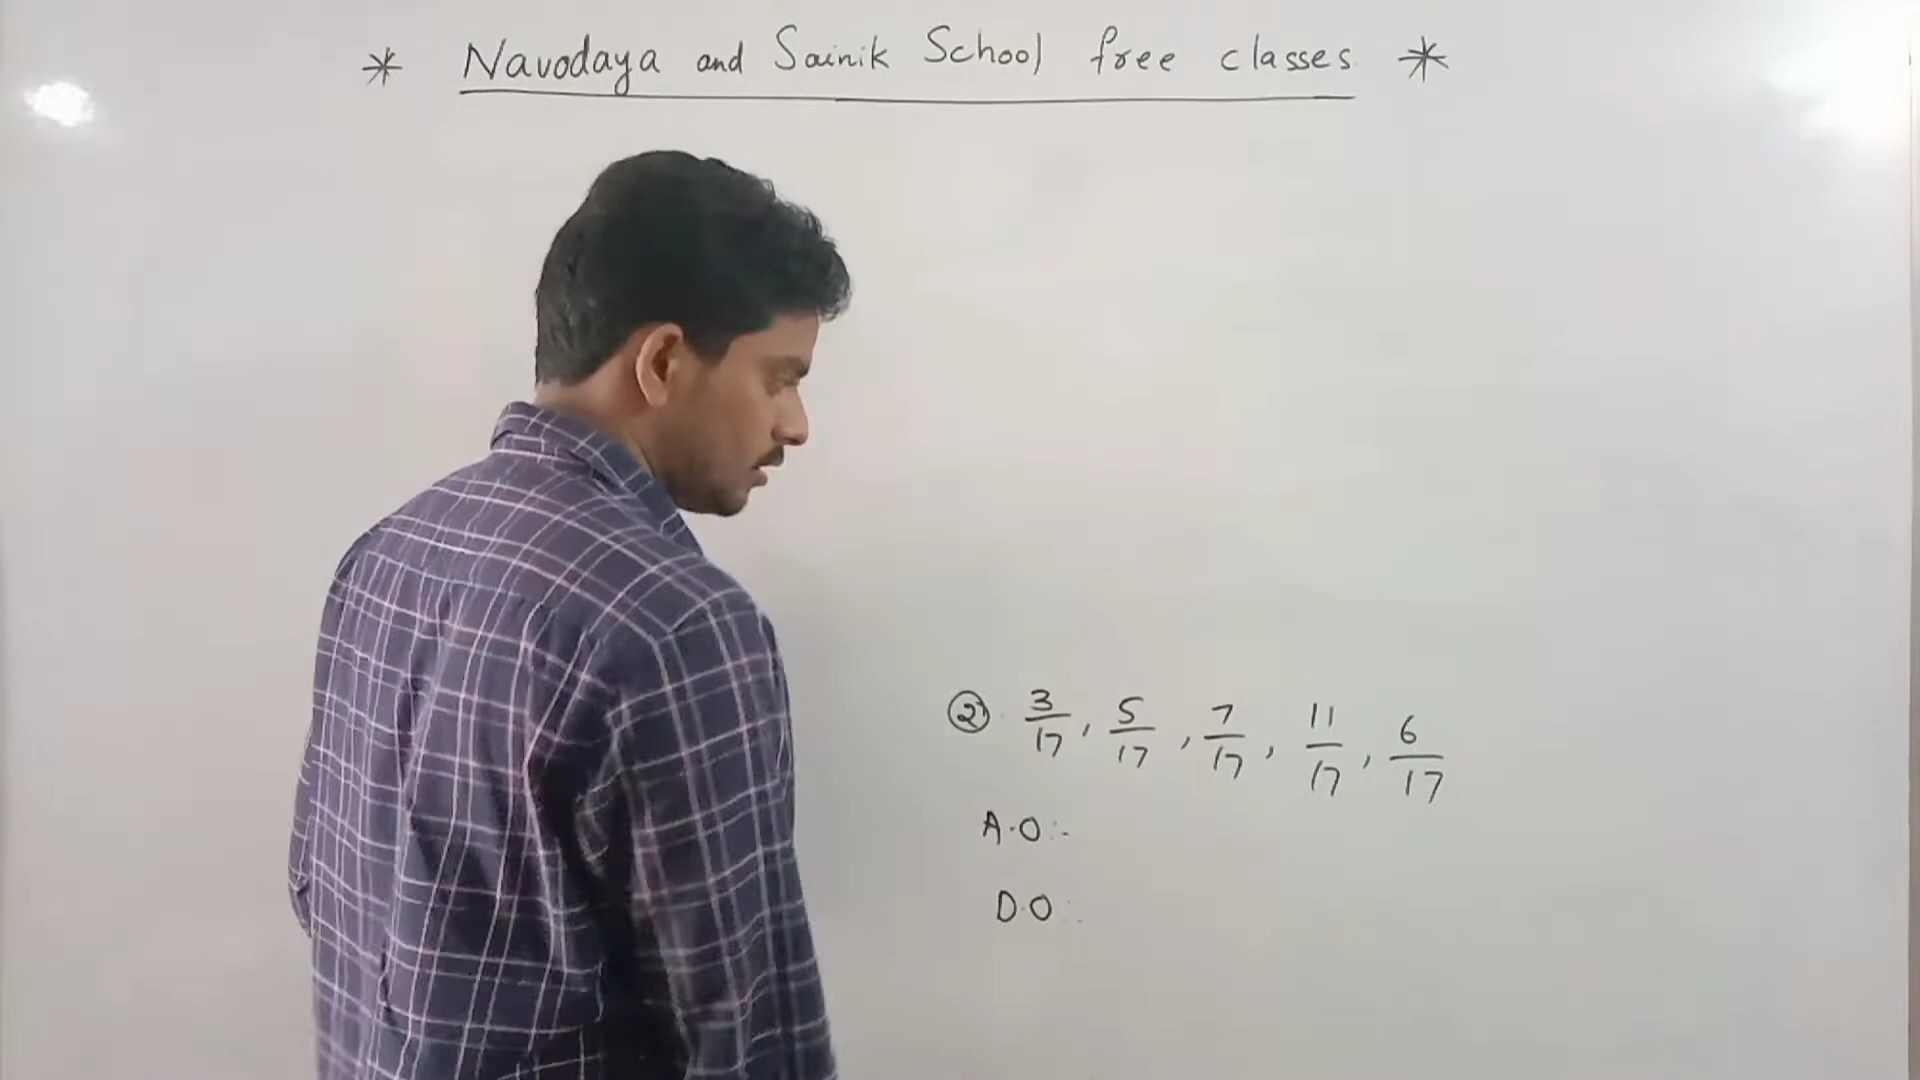 * Navodaya and Sainik School free classes *
② 3/17, 5/17, 7/17, 11/17, 6/17
A.O:-
D.O: